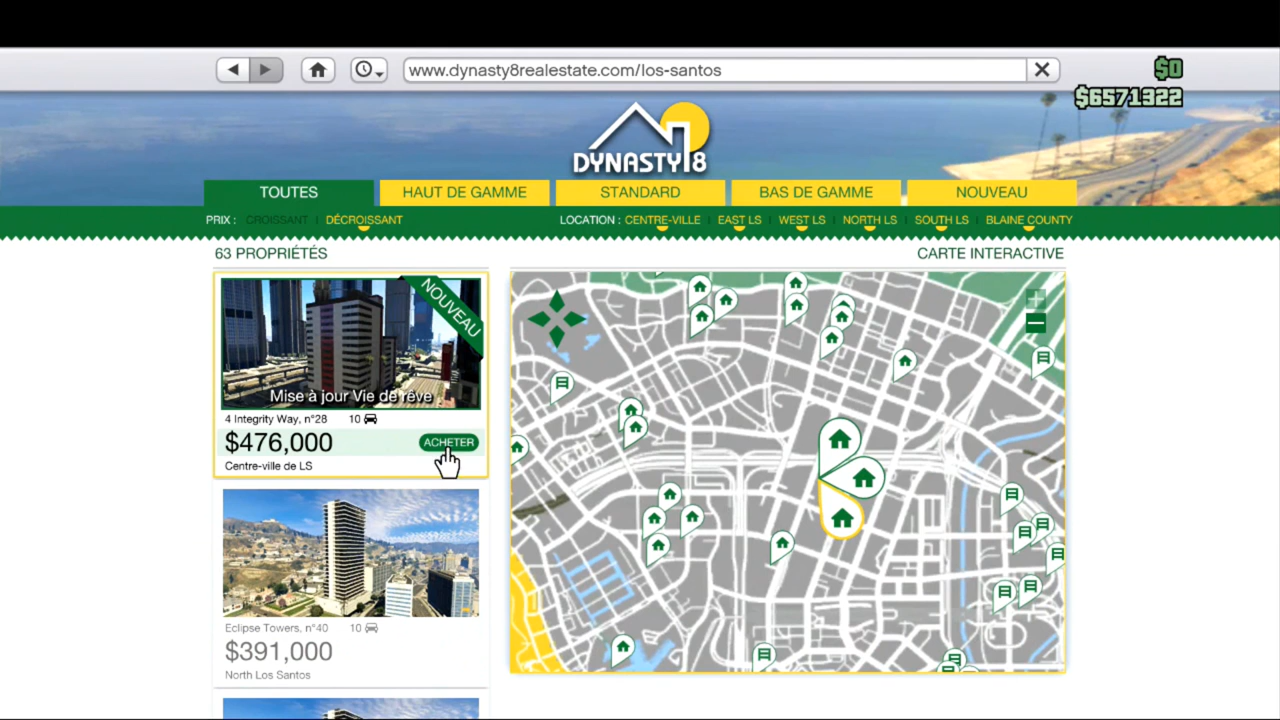 www.dynasty8realestate.com/los-santos
$0
$6571322
DYNASTY 8
TOUTES
HAUT DE GAMME
STANDARD
BAS DE GAMME
NOUVEAU
PRIX : CROISSANT | DÉCROISSANT
LOCATION : CENTRE-VILLE | EAST LS | WEST LS | NORTH LS | SOUTH LS | BLAINE COUNTY
63 PROPRIÉTÉS
CARTE INTERACTIVE
NOUVEAU
Mise à jour Vie de rêve
4 Integrity Way, n°28 10
$476,000
ACHETER
Centre-ville de LS
Eclipse Towers, n°40 10
$391,000
North Los Santos